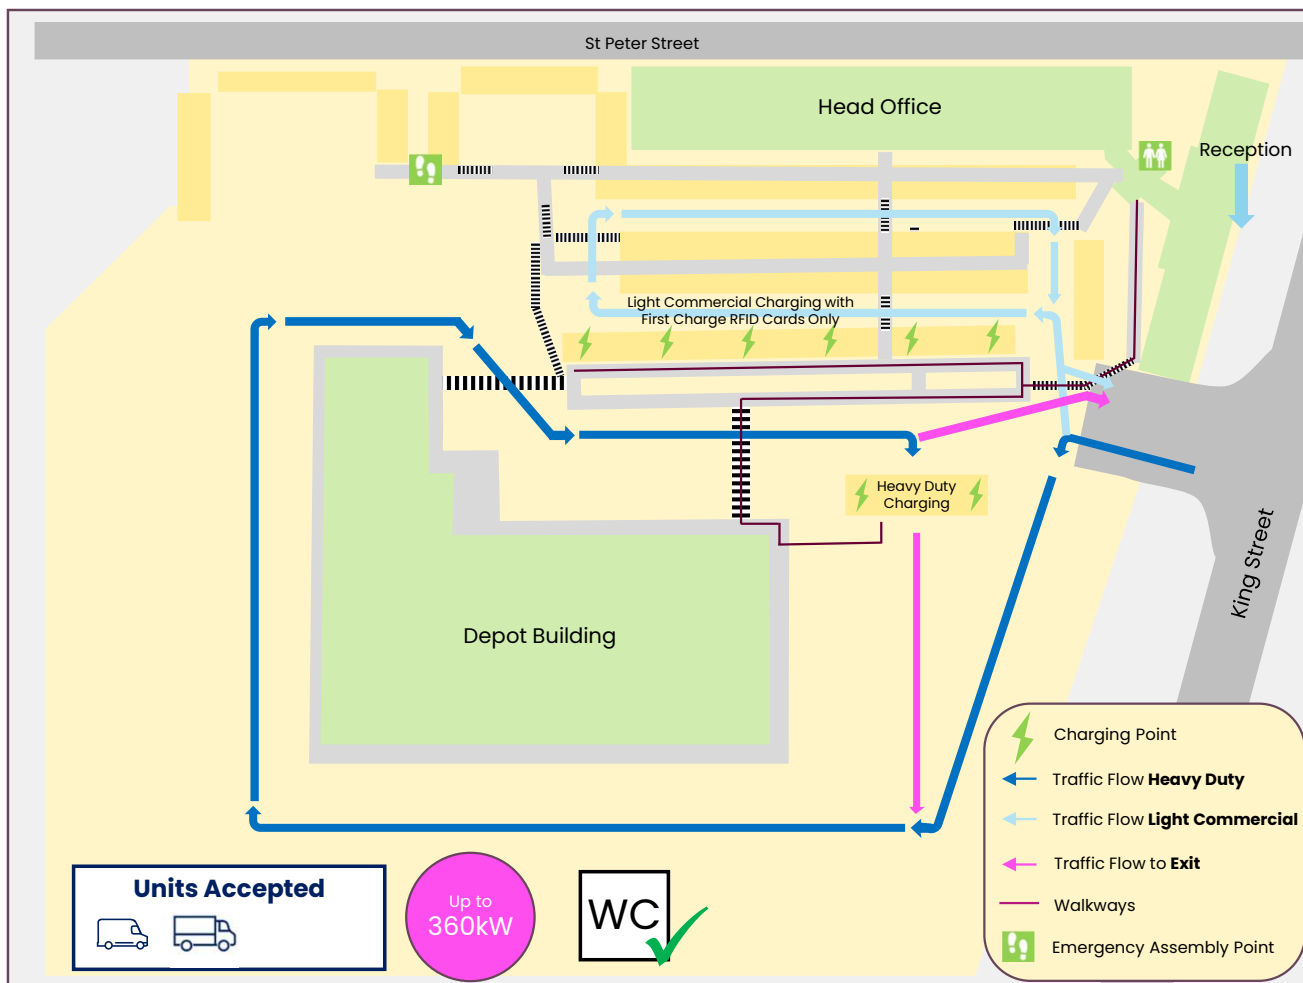 St Peter Street
Head Office
Reception
Light Commercial Charging with
First Charge RFID Cards Only
Heavy Duty
Charging
King Street
Depot Building
Charging Point
Traffic Flow Heavy Duty
Traffic Flow Light Commercial
Traffic Flow to Exit
Walkways
Emergency Assembly Point
Units Accepted
Up to
360kW
WC